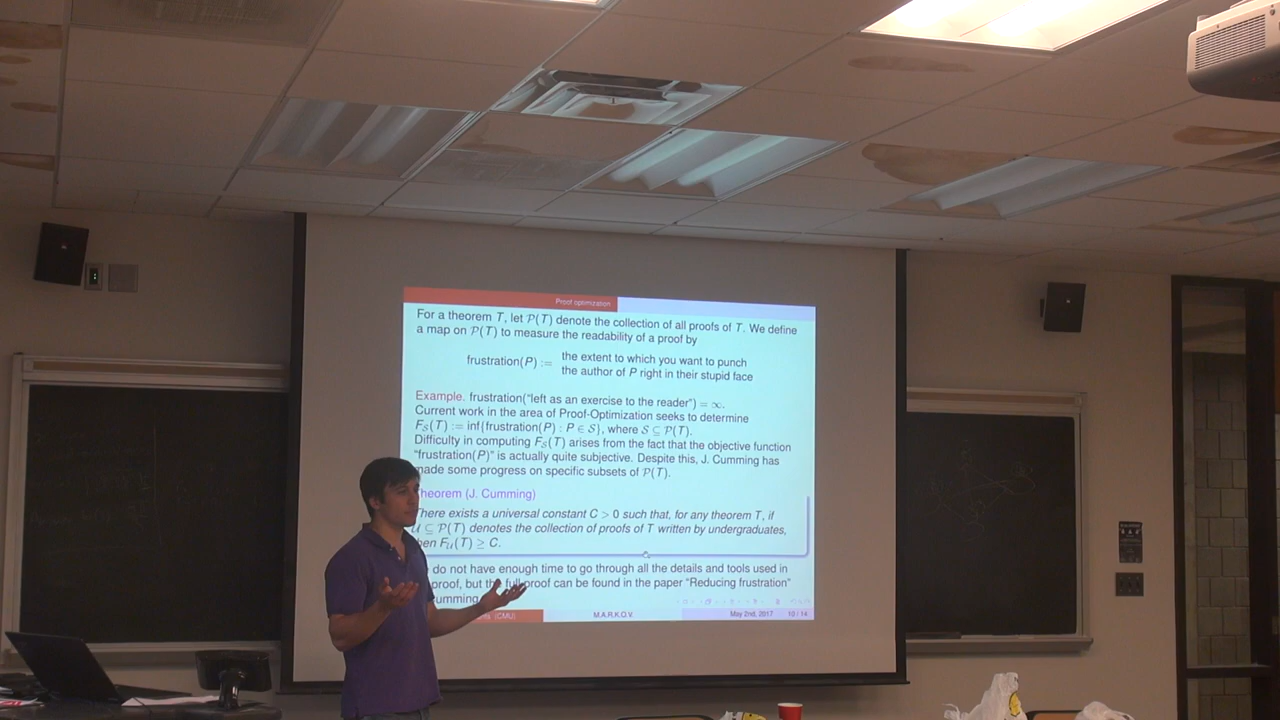 Proof optimization
For a theorem T, let P(T) denote the collection of all proofs of T. We define
a map on P(T) to measure the readability of a proof by
frustration(P) := the extent to which you want to punch
the author of P right in their stupid face
Example. frustration("left as an exercise to the reader") = ∞.
Current work in the area of Proof-Optimization seeks to determine
F_S(T) := inf{frustration(P) : P ∈ S}, where S ⊆ P(T).
Difficulty in computing F_S(T) arises from the fact that the objective function
"frustration(P)" is actually quite subjective. Despite this, J. Cumming has
made some progress on specific subsets of P(T).
Theorem (J. Cumming)
There exists a universal constant C > 0 such that, for any theorem T, if
U ⊆ P(T) denotes the collection of proofs of T written by undergraduates,
hen F_U(T) ≥ C.
do not have enough time to go through all the details and tools used in
proof, but the full proof can be found in the paper "Reducing frustration"
umming
(CMU) M.A.R.K.O.V. May 2nd, 2017 10 / 14